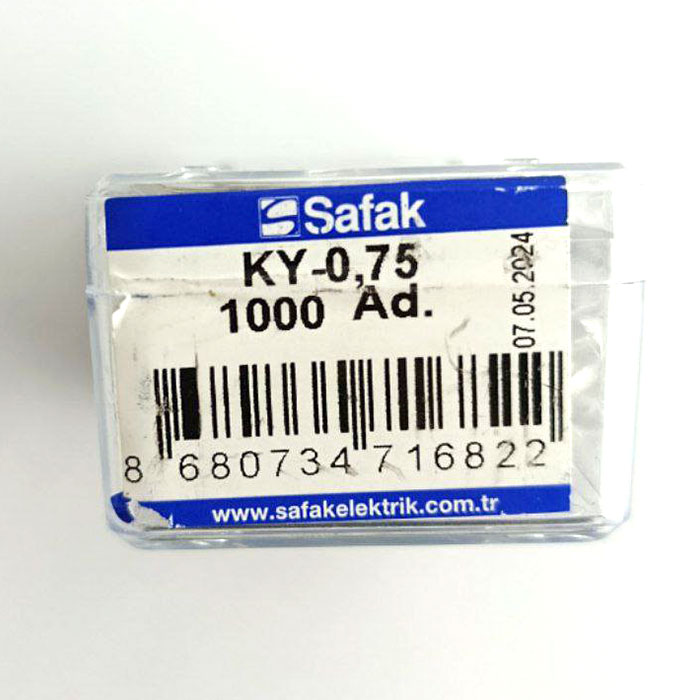 Safak
KY-0,75
1000 Ad.
07.05.2024
8 680734 716822
www.safakelektrik.com.tr